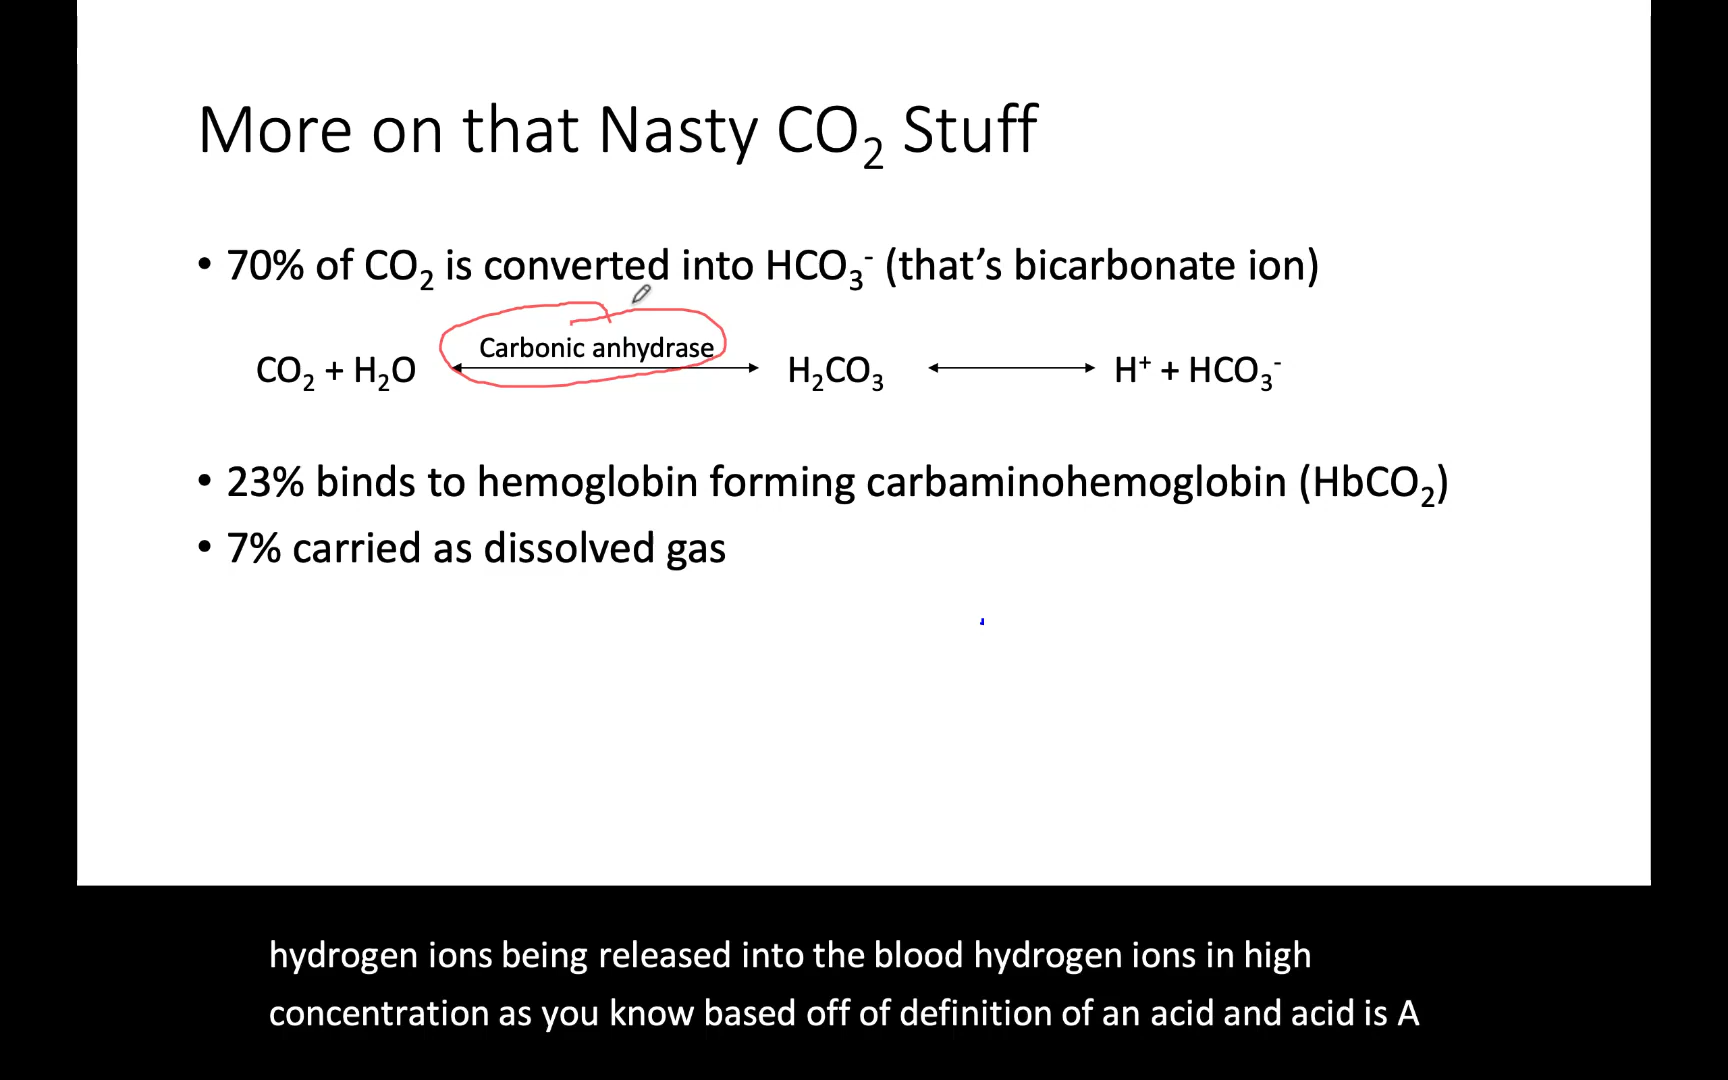 More on that Nasty CO₂ Stuff
• 70% of CO₂ is converted into HCO₃⁻ (that’s bicarbonate ion)
Carbonic anhydrase
CO₂ + H₂O H₂CO₃ H⁺ + HCO₃⁻
• 23% binds to hemoglobin forming carbaminohemoglobin (HbCO₂)
• 7% carried as dissolved gas
hydrogen ions being released into the blood hydrogen ions in high
concentration as you know based off of definition of an acid and acid is A